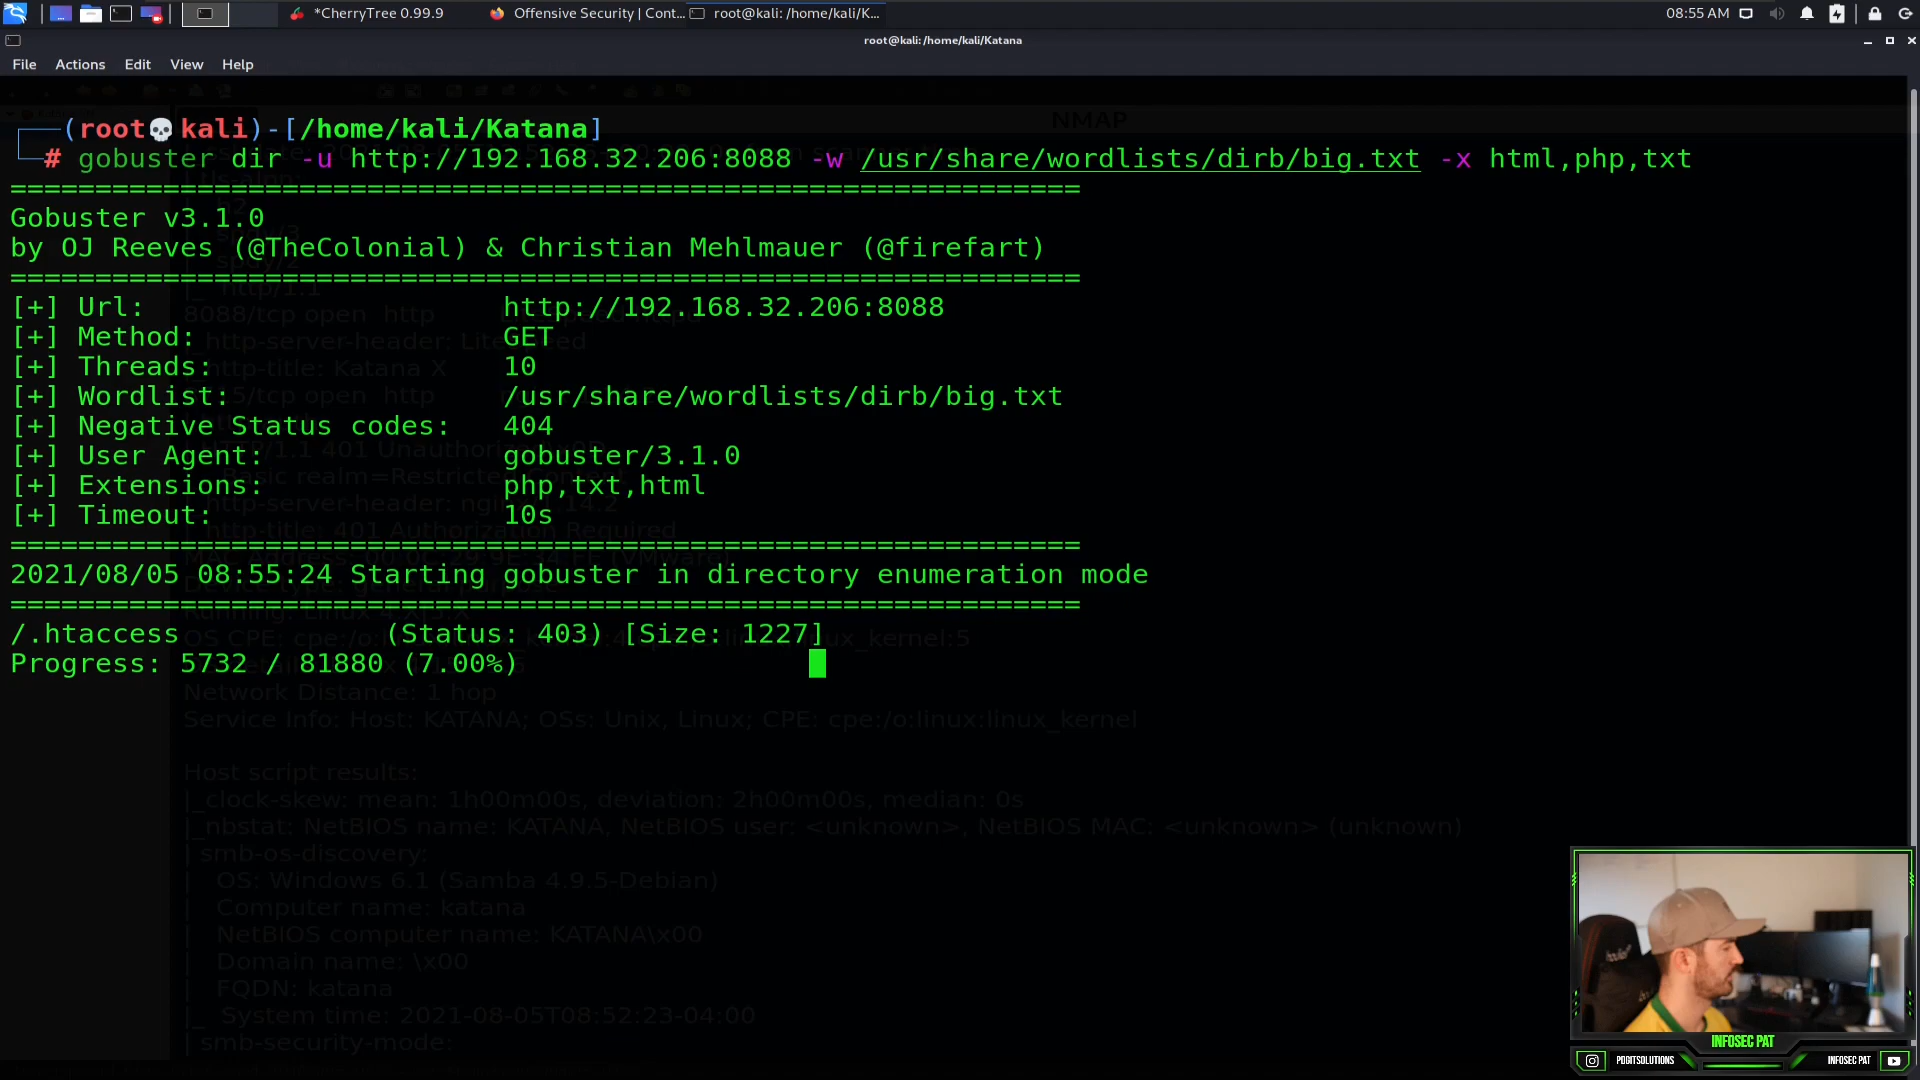 *CherryTree 0.99.9
Offensive Security | Cont...
root@kali: /home/kali/K...
08:55 AM
root@kali: /home/kali/Katana
File Actions Edit View Help
NMAP
(root💀kali)-[/home/kali/Katana]
# gobuster dir -u http://192.168.32.206:8088 -w /usr/share/wordlists/dirb/big.txt -x html,php,txt
===============================================================
Gobuster v3.1.0
by OJ Reeves (@TheColonial) & Christian Mehlmauer (@firefart)
===============================================================
[+] Url: http://192.168.32.206:8088
[+] Method: GET
[+] Threads: 10
[+] Wordlist: /usr/share/wordlists/dirb/big.txt
[+] Negative Status codes: 404
[+] User Agent: gobuster/3.1.0
[+] Extensions: php,txt,html
[+] Timeout: 10s
===============================================================
2021/08/05 08:55:24 Starting gobuster in directory enumeration mode
===============================================================
/.htaccess (Status: 403) [Size: 1227]
Progress: 5732 / 81880 (7.00%)
Network Distance: 1 hop
Service Info: Host: KATANA; OSs: Unix, Linux; CPE: cpe:/o:linux:linux_kernel
Host script results:
|_clock-skew: mean: 1h00m00s, deviation: 2h00m00s, median: 0s
|_nbstat: NetBIOS name: KATANA, NetBIOS user: <unknown>, NetBIOS MAC: <unknown> (unknown)
| smb-os-discovery:
| OS: Windows 6.1 (Samba 4.9.5-Debian)
| Computer name: katana
| NetBIOS computer name: KATANA\x00
| Domain name: \x00
| FQDN: katana
|_ System time: 2021-08-05T08:52:23-04:00
| smb-security-mode:
INFOSEC PAT
PDBITSOLUTIONS
INFOSEC PAT